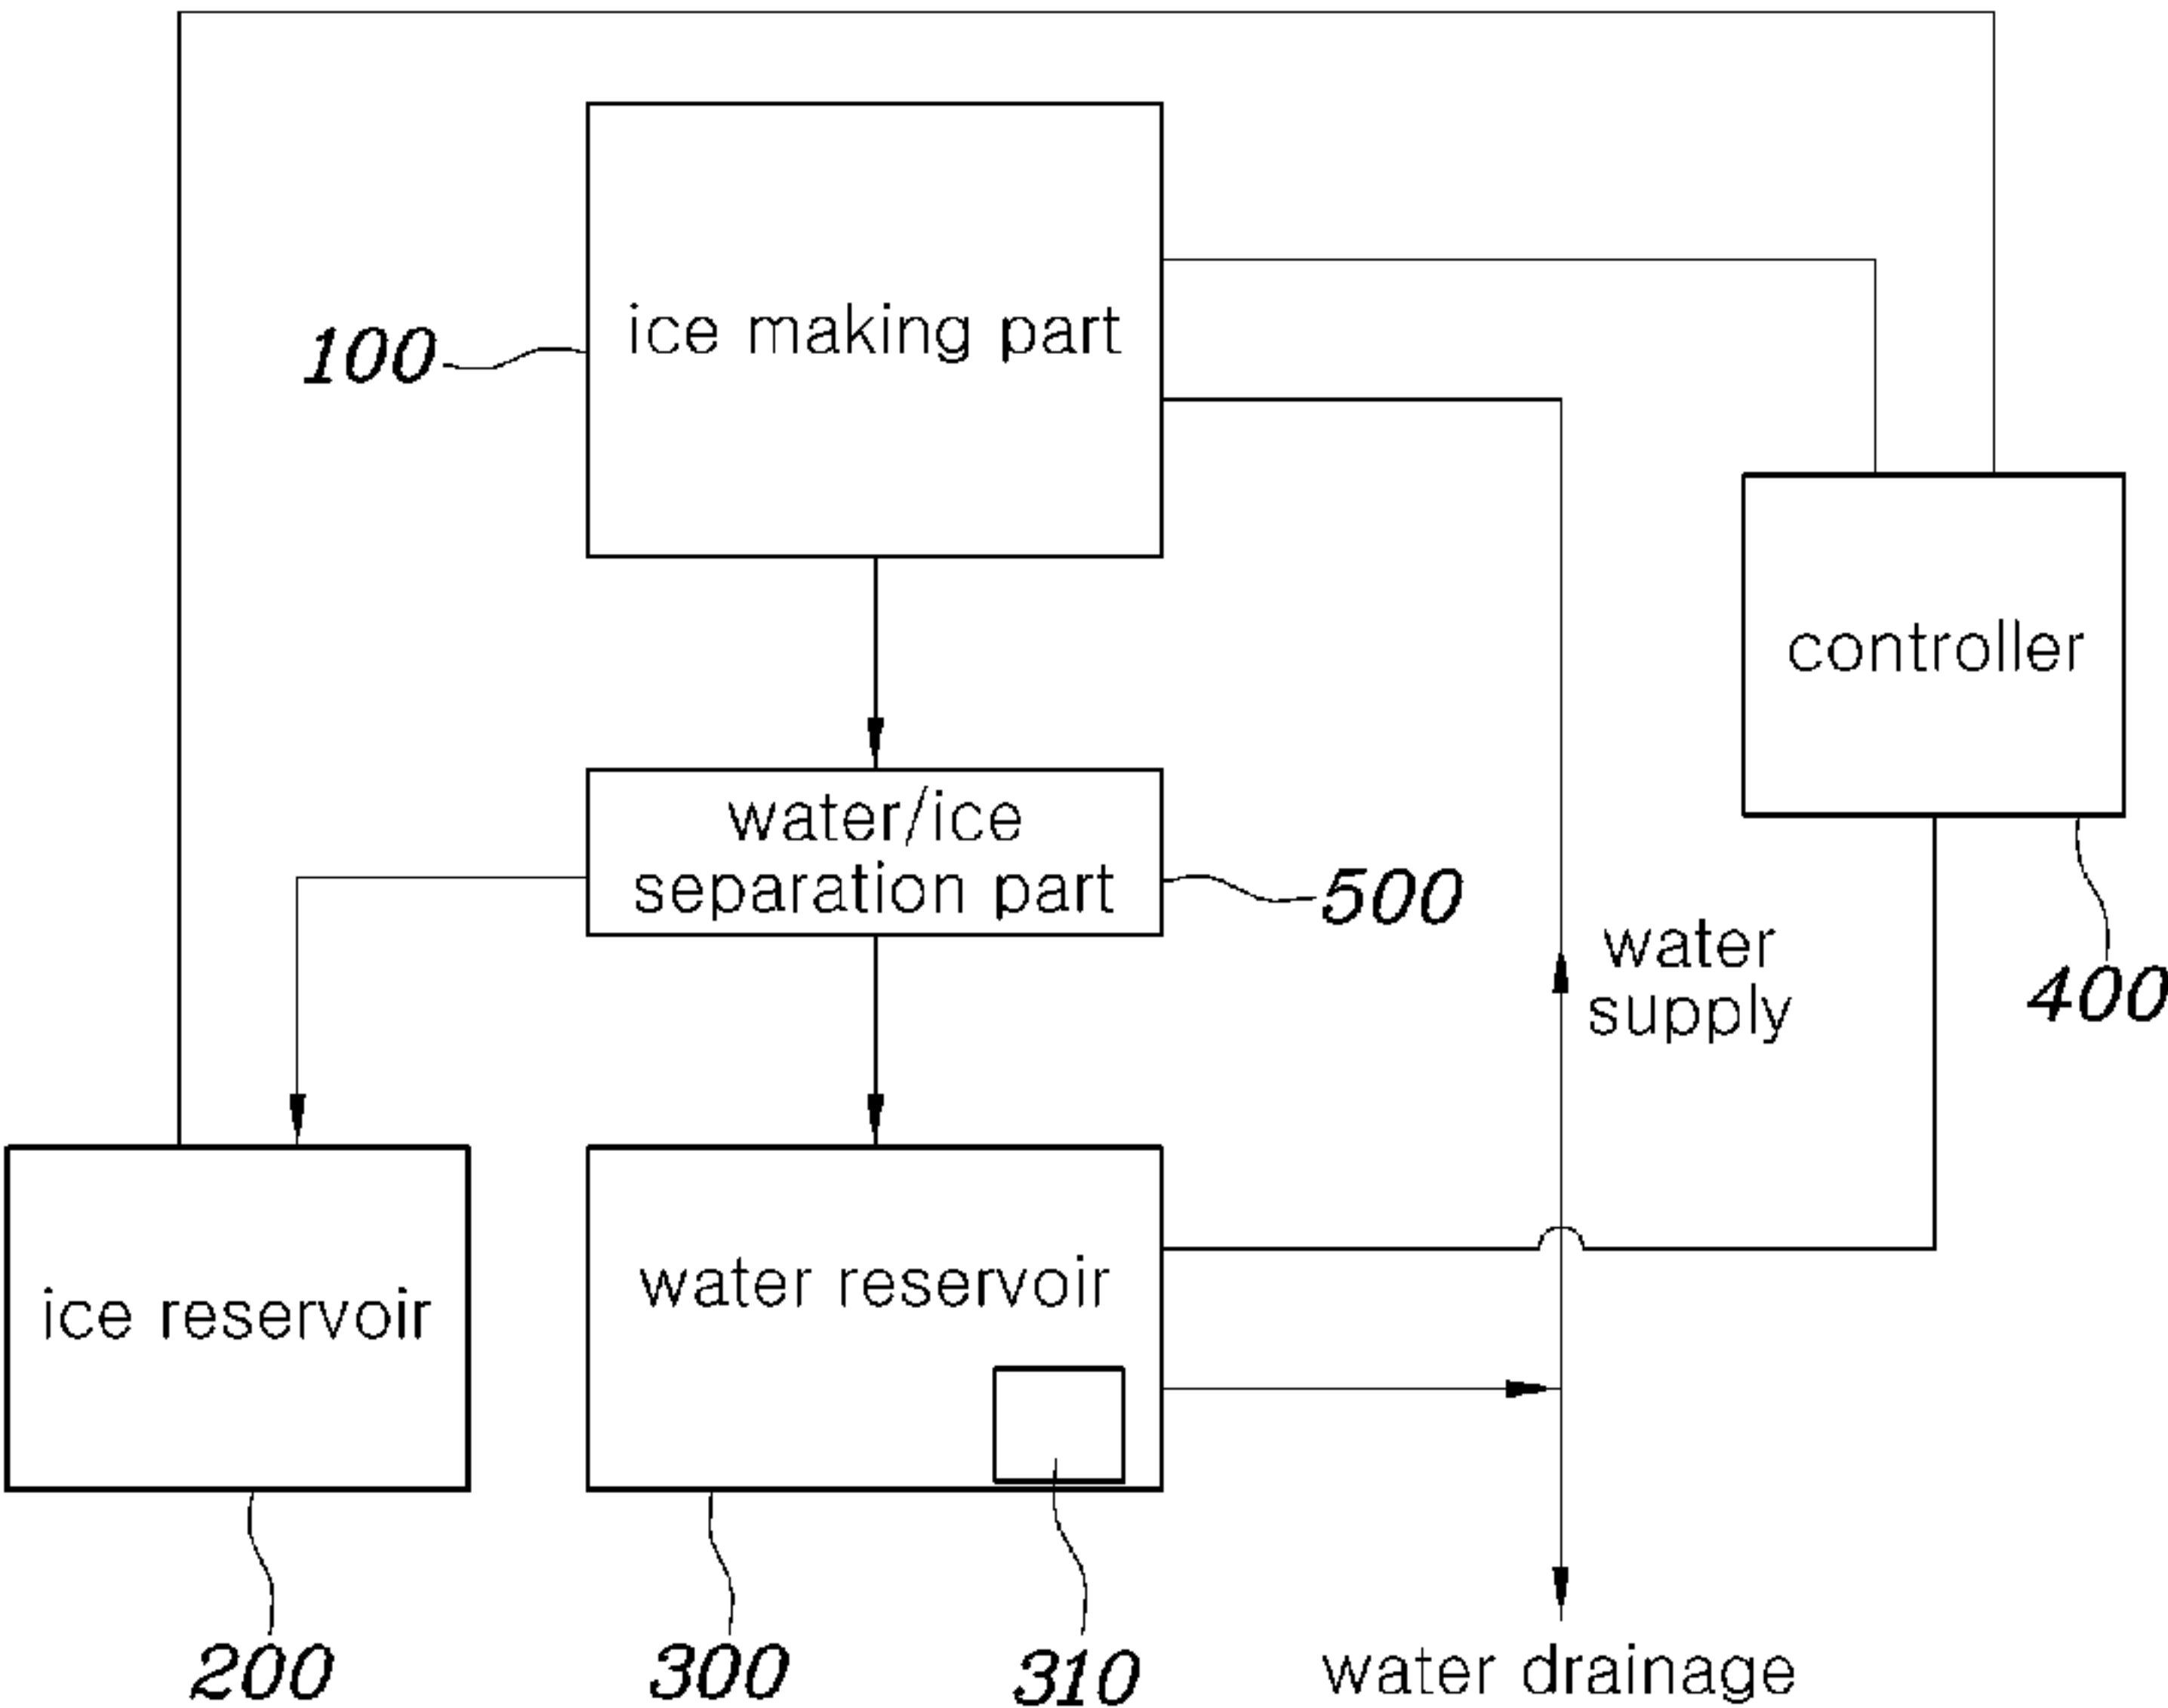 ice making part
100
controller
water/ice
separation part
500
water
supply
400
water reservoir
ice reservoir
200
300
310
water drainage